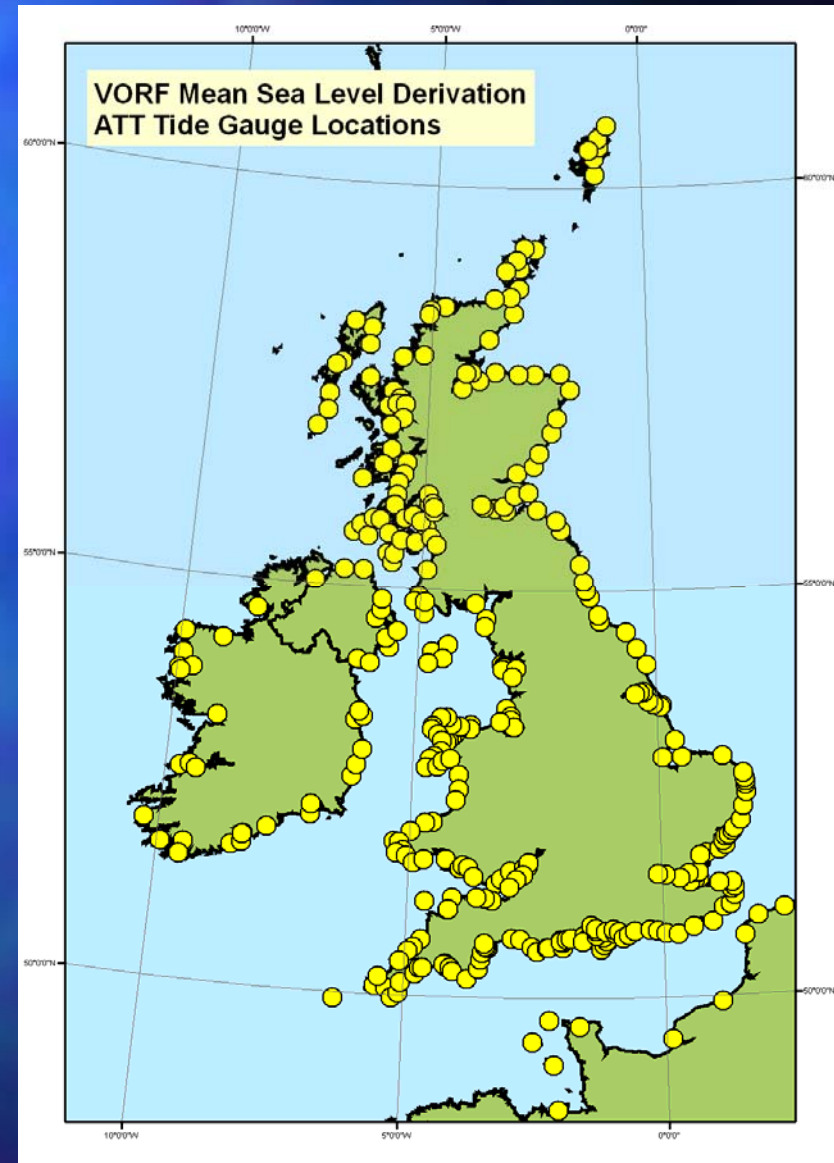 10°0'0"W 5°0'0"W 0°0'0"
VORF Mean Sea Level Derivation
ATT Tide Gauge Locations
60°0'0"N 60°0'0"N
55°0'0"N 55°0'0"N
50°0'0"N 50°0'0"N
10°0'0"W 5°0'0"W 0°0'0"